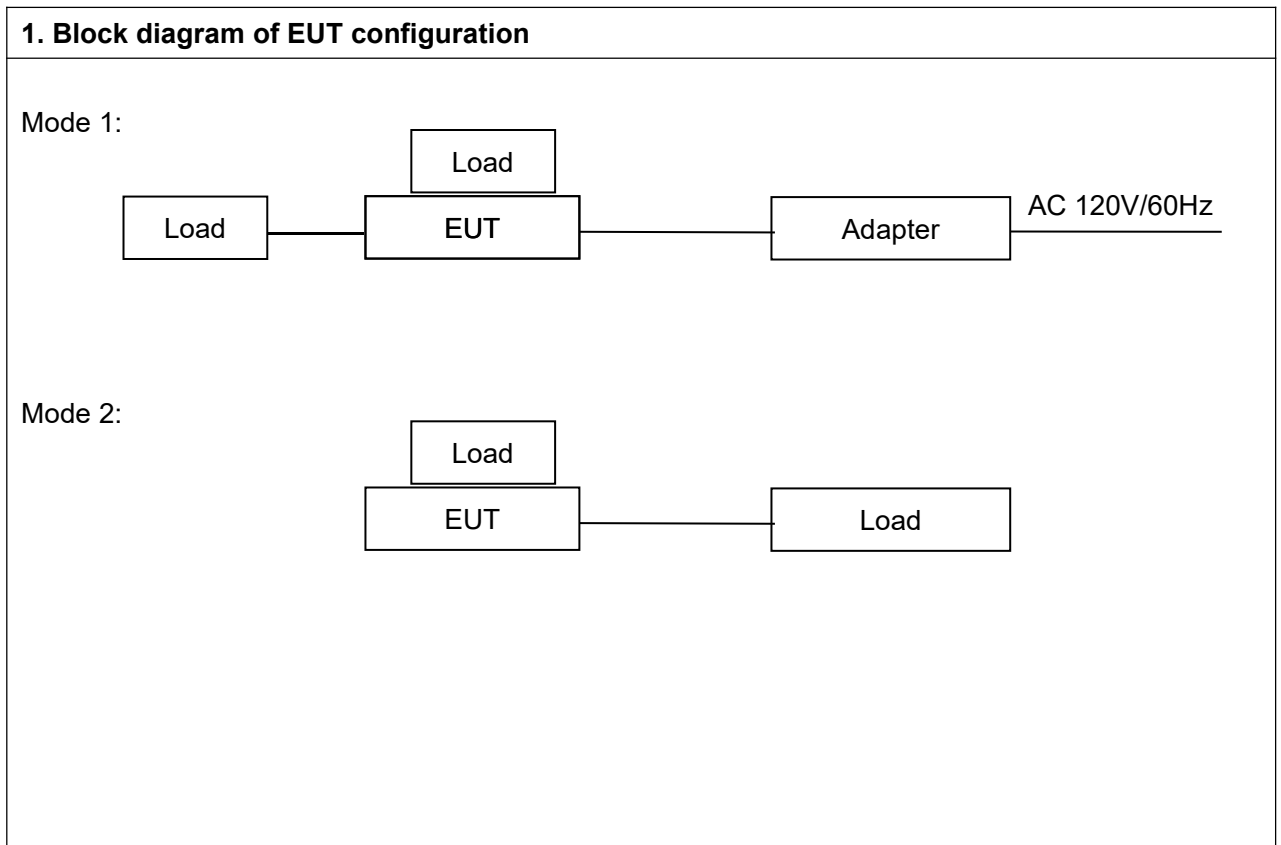 1. Block diagram of EUT configuration
Mode 1:
Load
Load
EUT
Adapter
AC 120V/60Hz
Mode 2:
Load
EUT
Load